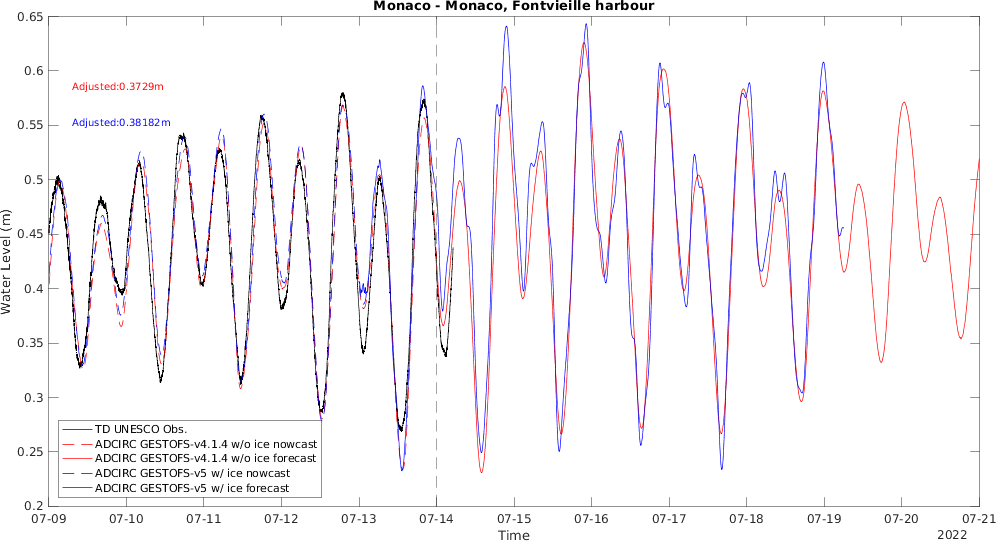 Monaco - Monaco, Fontvieille harbour
Water Level (m)
0.65
0.6
0.55
0.5
0.45
0.4
0.35
0.3
0.25
0.2
Adjusted:0.3729m
Adjusted:0.38182m
TD UNESCO Obs.
ADCIRC GESTOFS-v4.1.4 w/o ice nowcast
ADCIRC GESTOFS-v4.1.4 w/o ice forecast
ADCIRC GESTOFS-v5 w/ ice nowcast
ADCIRC GESTOFS-v5 w/ ice forecast
07-09 07-10 07-11 07-12 07-13 07-14 07-15 07-16 07-17 07-18 07-19 07-20 07-21
Time
2022